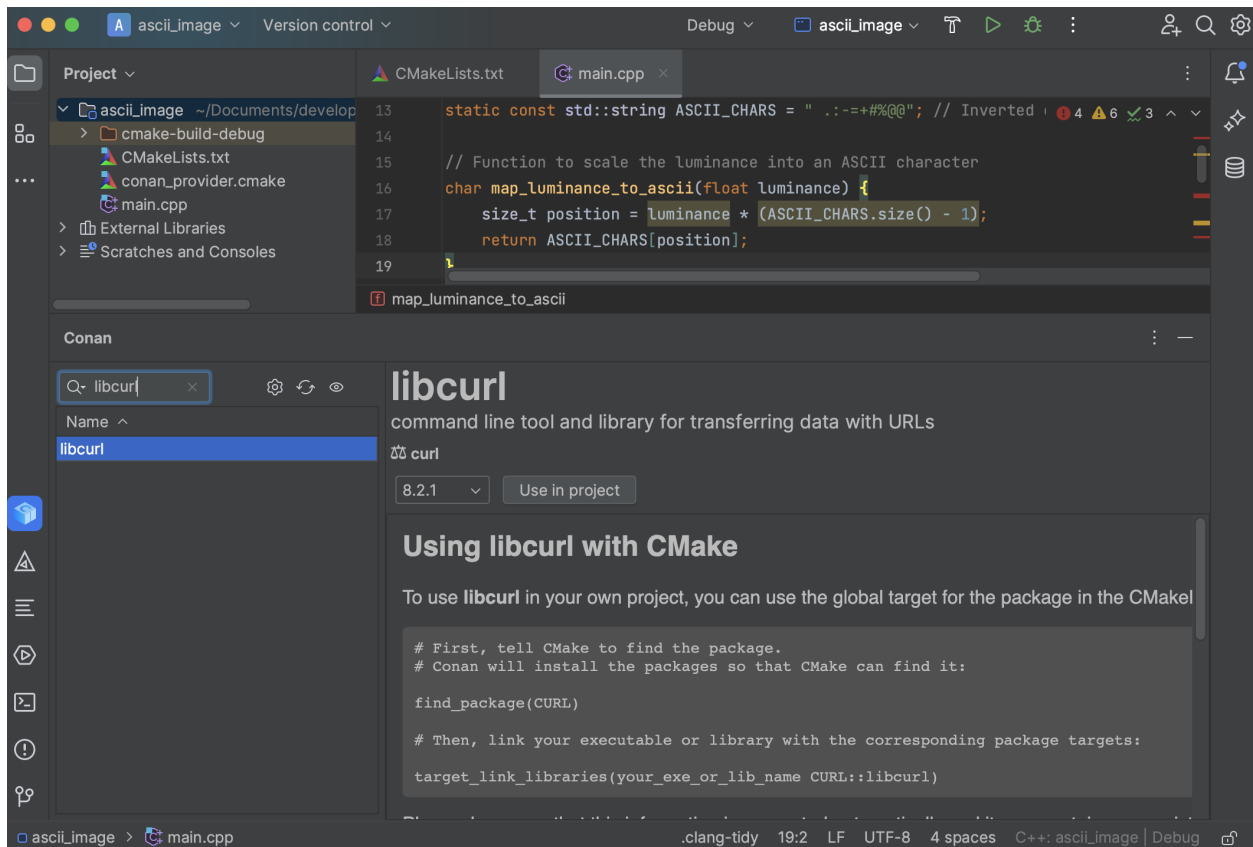 A ascii_image Version control Debug ascii_image
Project
CMakeLists.txt main.cpp
ascii_image ~/Documents/develop
cmake-build-debug
CMakeLists.txt
conan_provider.cmake
main.cpp
External Libraries
Scratches and Consoles
13 static const std::string ASCII_CHARS = " .:-=+#%@@"; // Inverted 4 6 3
14
15 // Function to scale the luminance into an ASCII character
16 char map_luminance_to_ascii(float luminance) {
17 size_t position = luminance * (ASCII_CHARS.size() - 1);
18 return ASCII_CHARS[position];
19 }
f map_luminance_to_ascii
Conan
libcurl
Name
libcurl
libcurl
command line tool and library for transferring data with URLs
curl
8.2.1 Use in project
Using libcurl with CMake
To use libcurl in your own project, you can use the global target for the package in the CMakel
# First, tell CMake to find the package.
# Conan will install the packages so that CMake can find it:
find_package(CURL)
# Then, link your executable or library with the corresponding package targets:
target_link_libraries(your_exe_or_lib_name CURL::libcurl)
ascii_image > main.cpp .clang-tidy 19:2 LF UTF-8 4 spaces C++: ascii_image | Debug